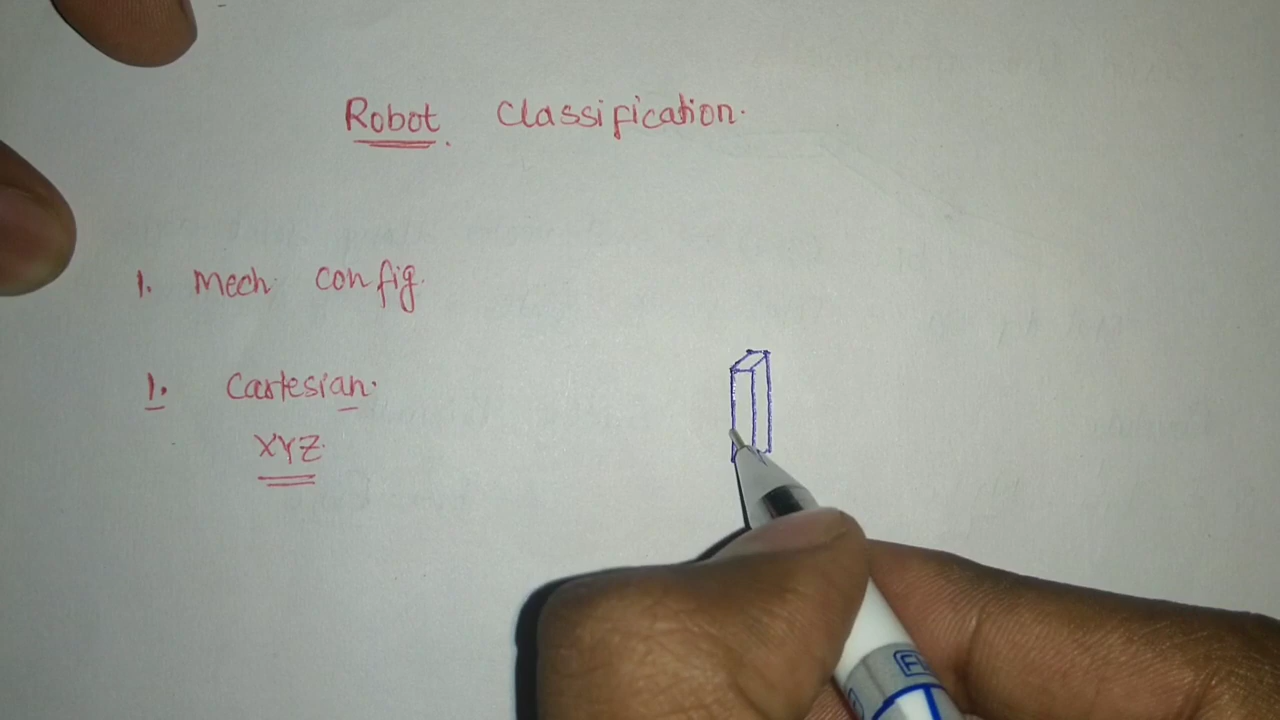 Robot. Classification.
1. Mech. config.
1. Cartesian.
XYZ